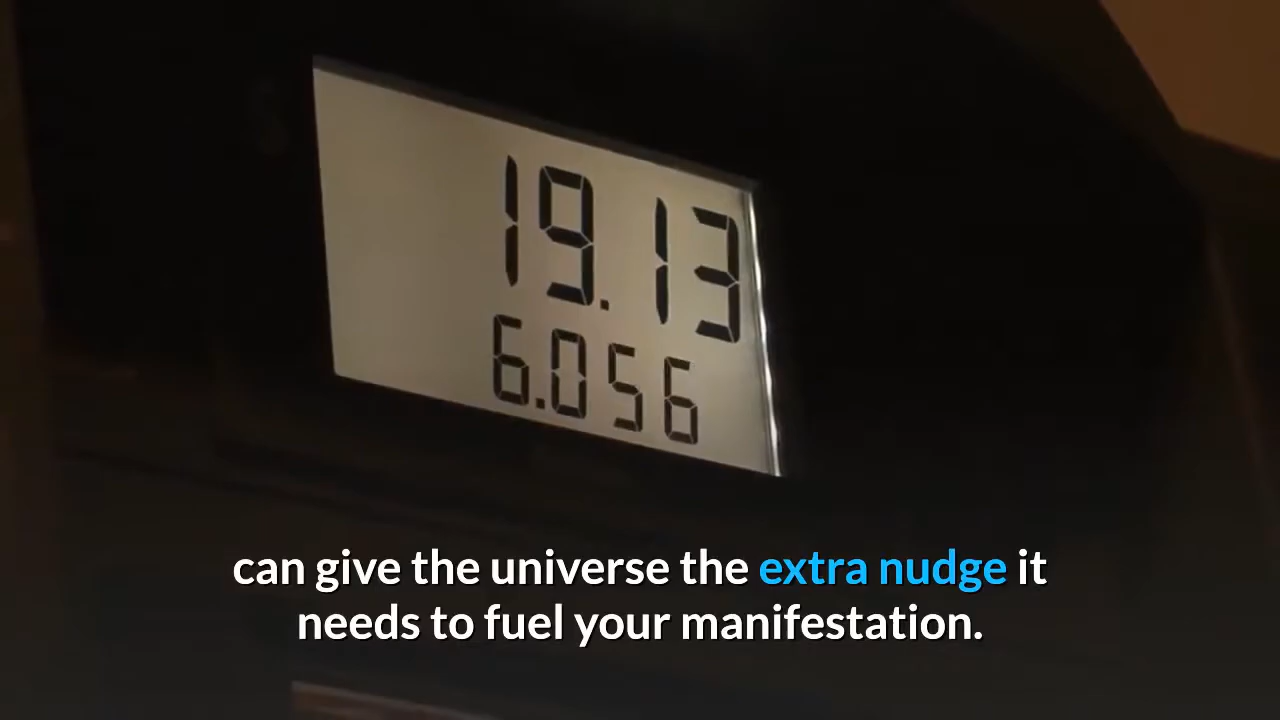 19.13
6.056
can give the universe the extra nudge it
needs to fuel your manifestation.